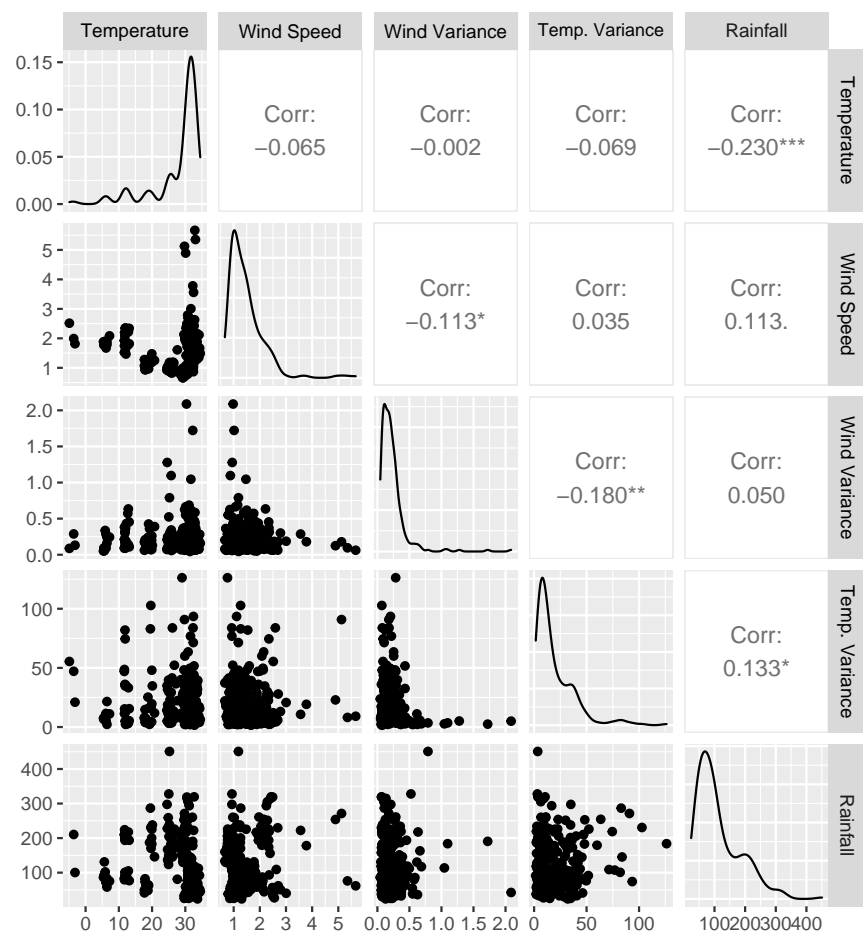 Temperature Wind Speed Wind Variance Temp. Variance Rainfall
0.15
0.10
0.05
0.00
Corr:
−0.065
Corr:
−0.002
Corr:
−0.069
Corr:
−0.230***
Temperature
5
4
3
2
1
Corr:
−0.113*
Corr:
0.035
Corr:
0.113.
Wind Speed
2.0
1.5
1.0
0.5
0.0
Corr:
−0.180**
Corr:
0.050
Wind Variance
100
50
0
Corr:
0.133*
Temp. Variance
400
300
200
100
Rainfall
0 10 20 30
1 2 3 4 5
0.0 0.5 1.0 1.5 2.0
0 50 100
100 200 300 400